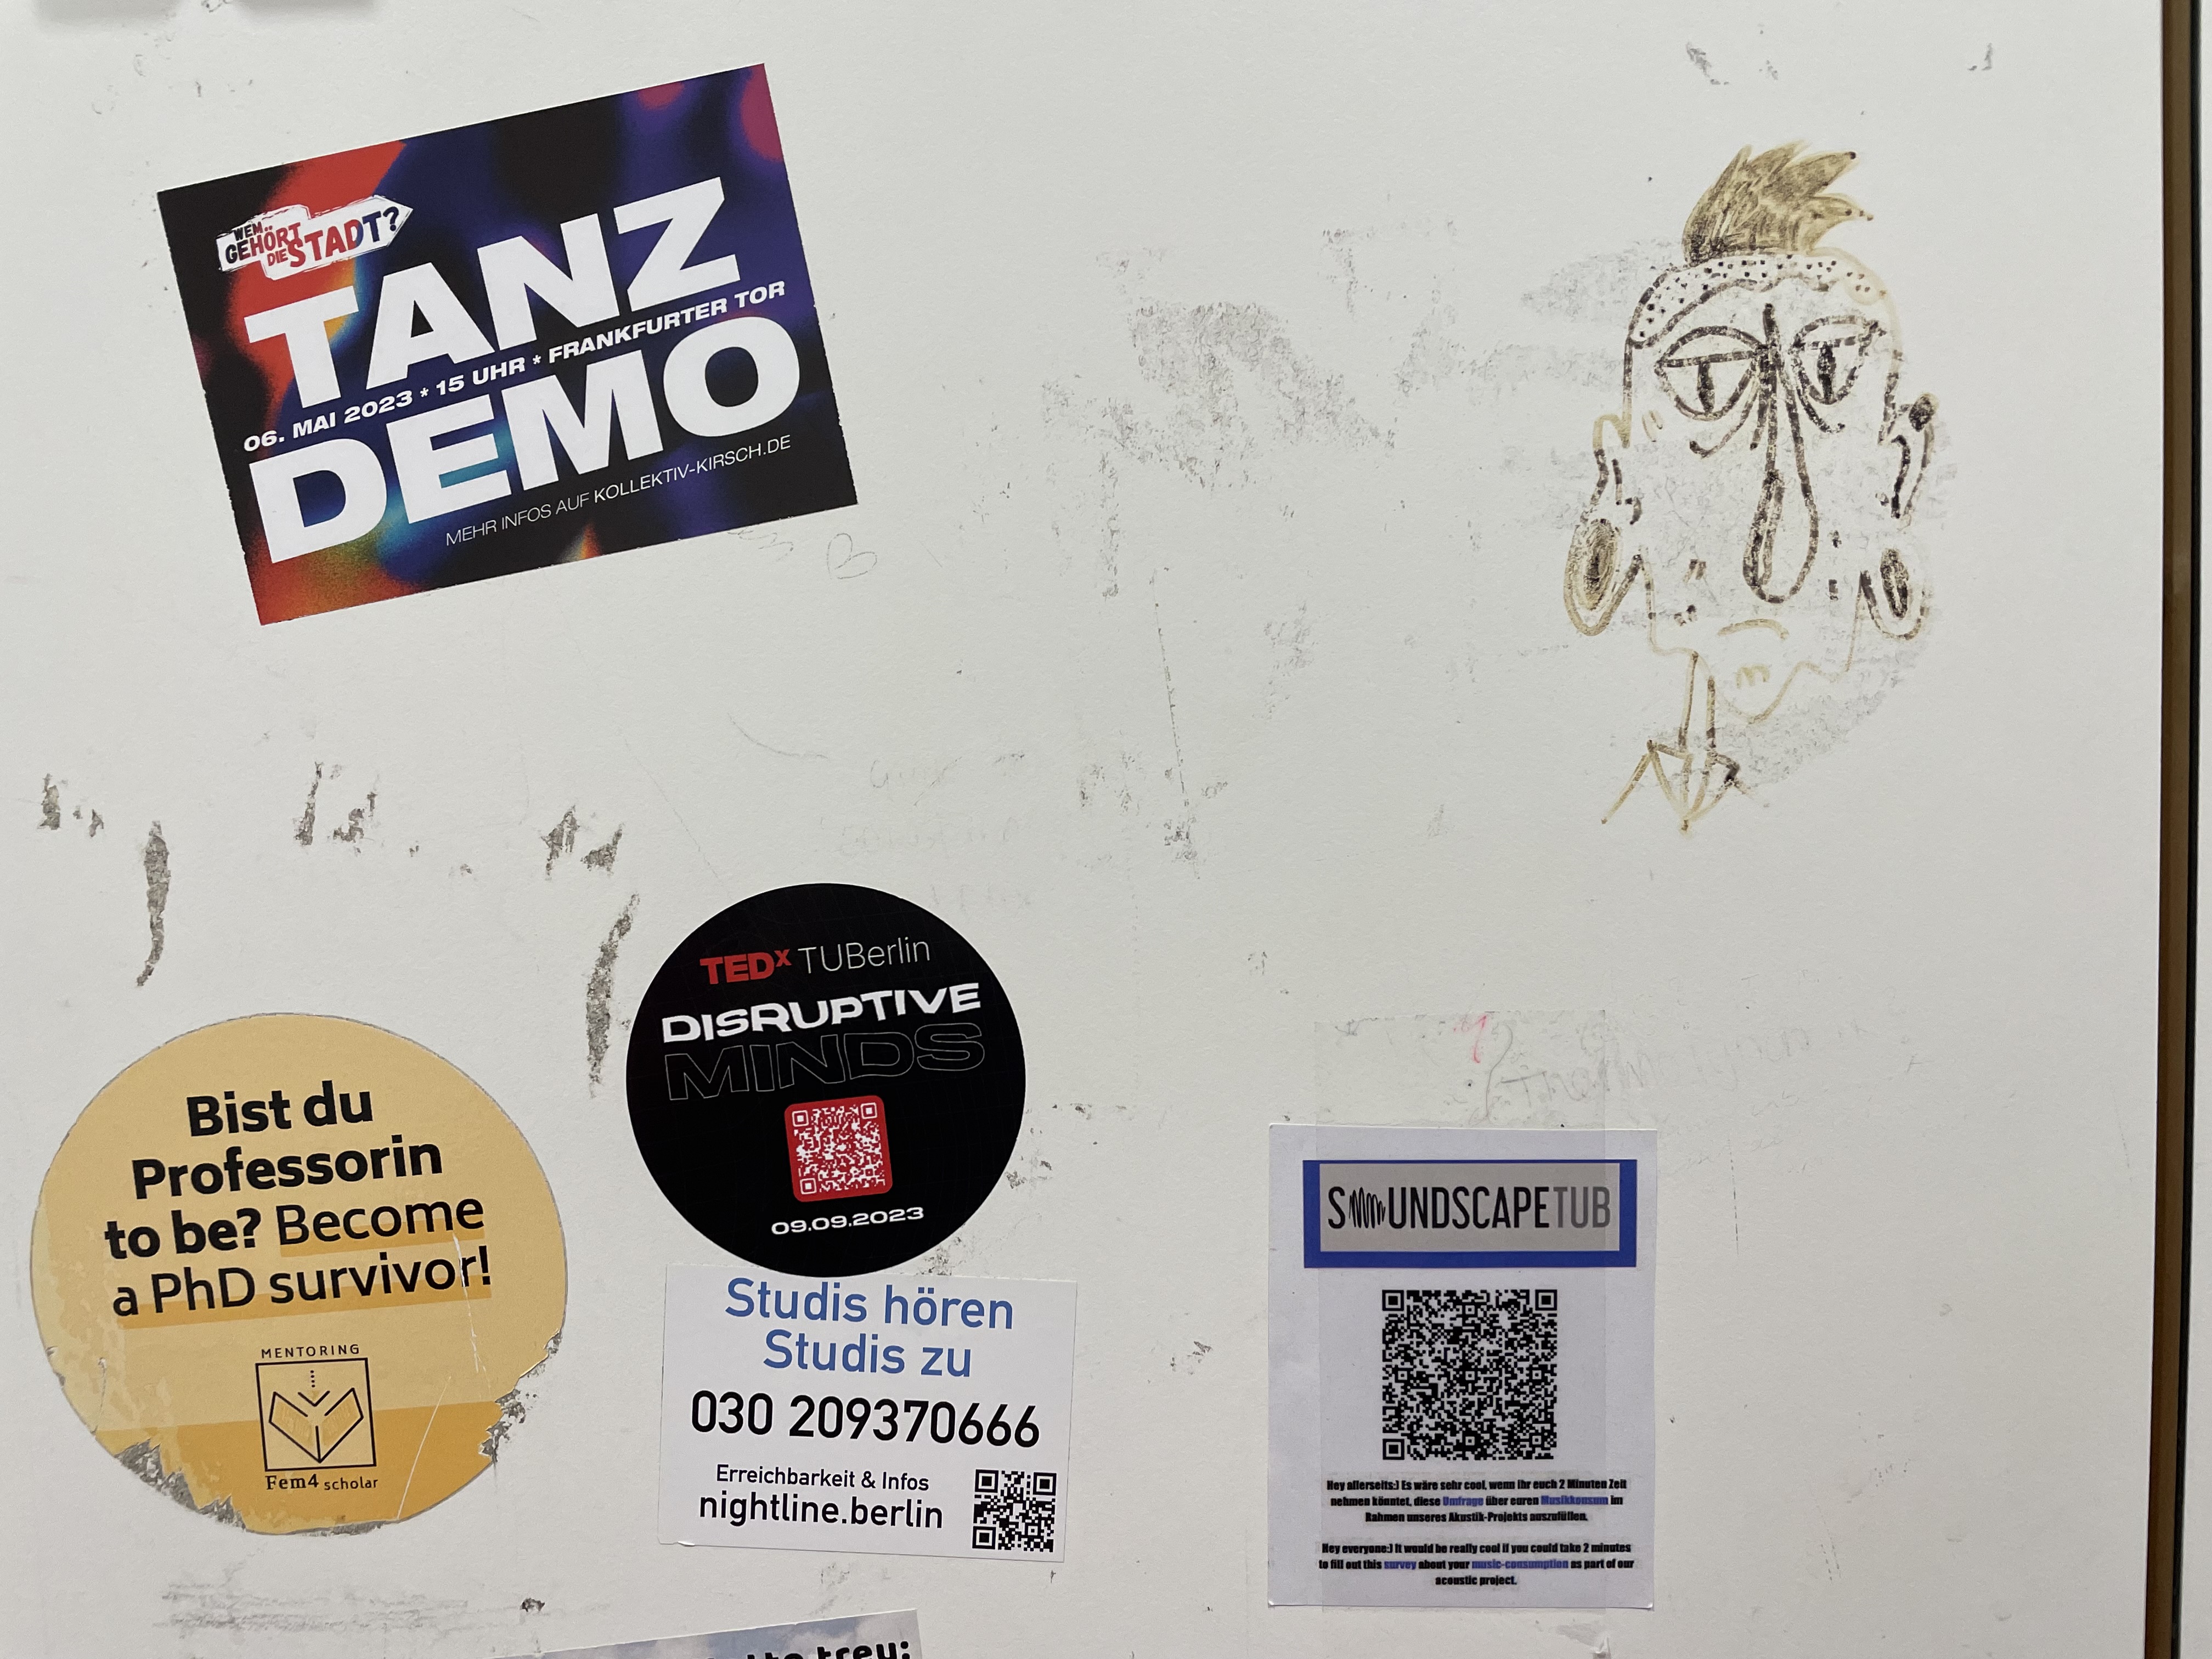 WEM
GEHÖRT
DIE STADT?
TANZ
06. MAI 2023 * 15 UHR * FRANKFURTER TOR
DEMO
MEHR INFOS AUF KOLLEKTIV-KIRSCH.DE
TEDx TUBerlin
DISRUPTIVE
MINDS
09.09.2023
Bist du
Professorin
to be? Become
a PhD survivor!
MENTORING
Fem4scholar
Studis hören
Studis zu
030 209370666
Erreichbarkeit & Infos
nightline.berlin
SOUNDSCAPETUB
Hey allerseits:) Es wäre sehr cool, wenn ihr euch 2 Minuten Zeit
nehmen könntet, diese Umfrage über euren Musikkonsum im
Rahmen unseres Akustik-Projekts auszufüllen.
Hey everyone:) It would be really cool if you could take 2 minutes
to fill out this survey about your music-consumption as part of our
acoustic project.